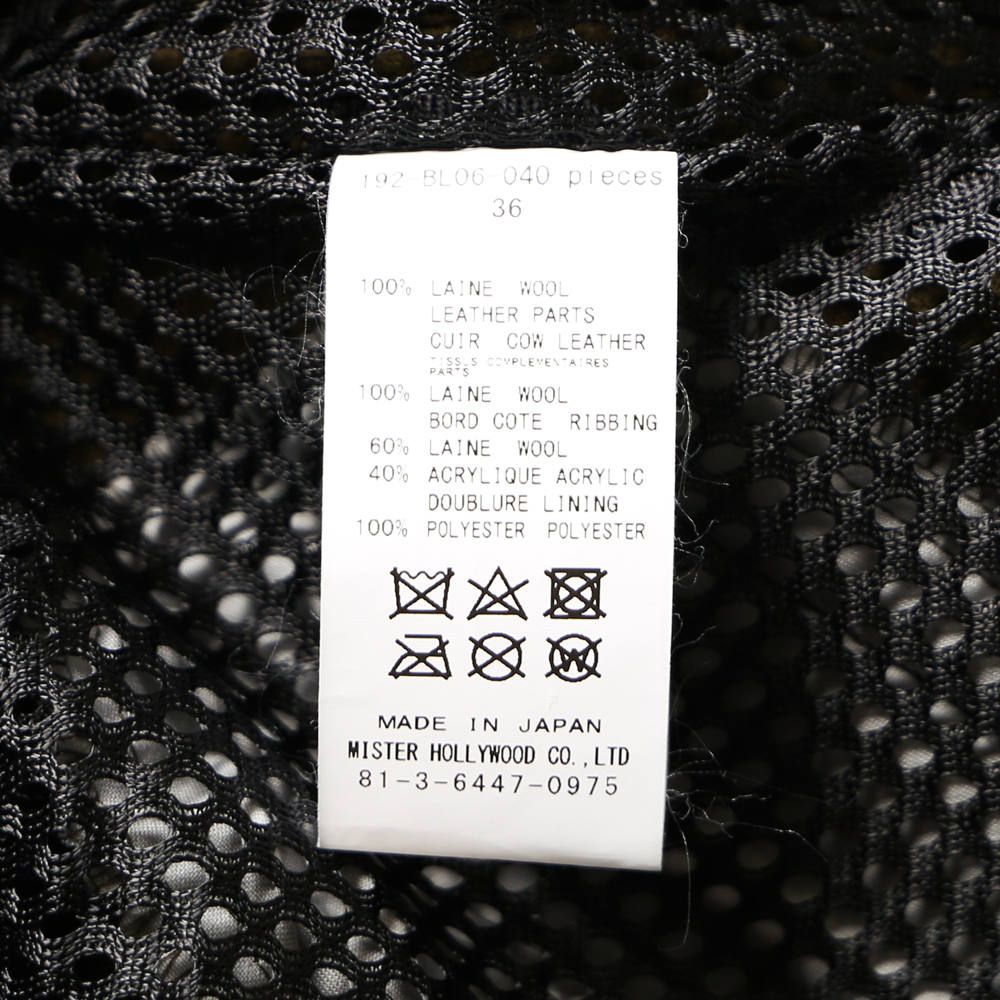 192-BL06-040 pieces
36
100% LAINE WOOL
LEATHER PARTS
CUIR COW LEATHER
TISSUS COMPLEMENTAIRES
PARTS
100% LAINE WOOL
BORD COTE RIBBING
60% LAINE WOOL
40% ACRYLIQUE ACRYLIC
DOUBLURE LINING
100% POLYESTER POLYESTER
W
MADE IN JAPAN
MISTER HOLLYWOOD CO.,LTD
81-3-6447-0975